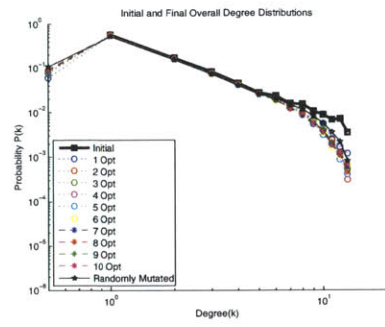 Initial and Final Overall Degree Distributions
10^0
10^-1
10^-2
10^-3
10^-4
10^-5
10^-6
Probability P(k)
Initial
1 Opt
2 Opt
3 Opt
4 Opt
5 Opt
6 Opt
7 Opt
8 Opt
9 Opt
10 Opt
Randomly Mutated
10^0
10^1
Degree(k)